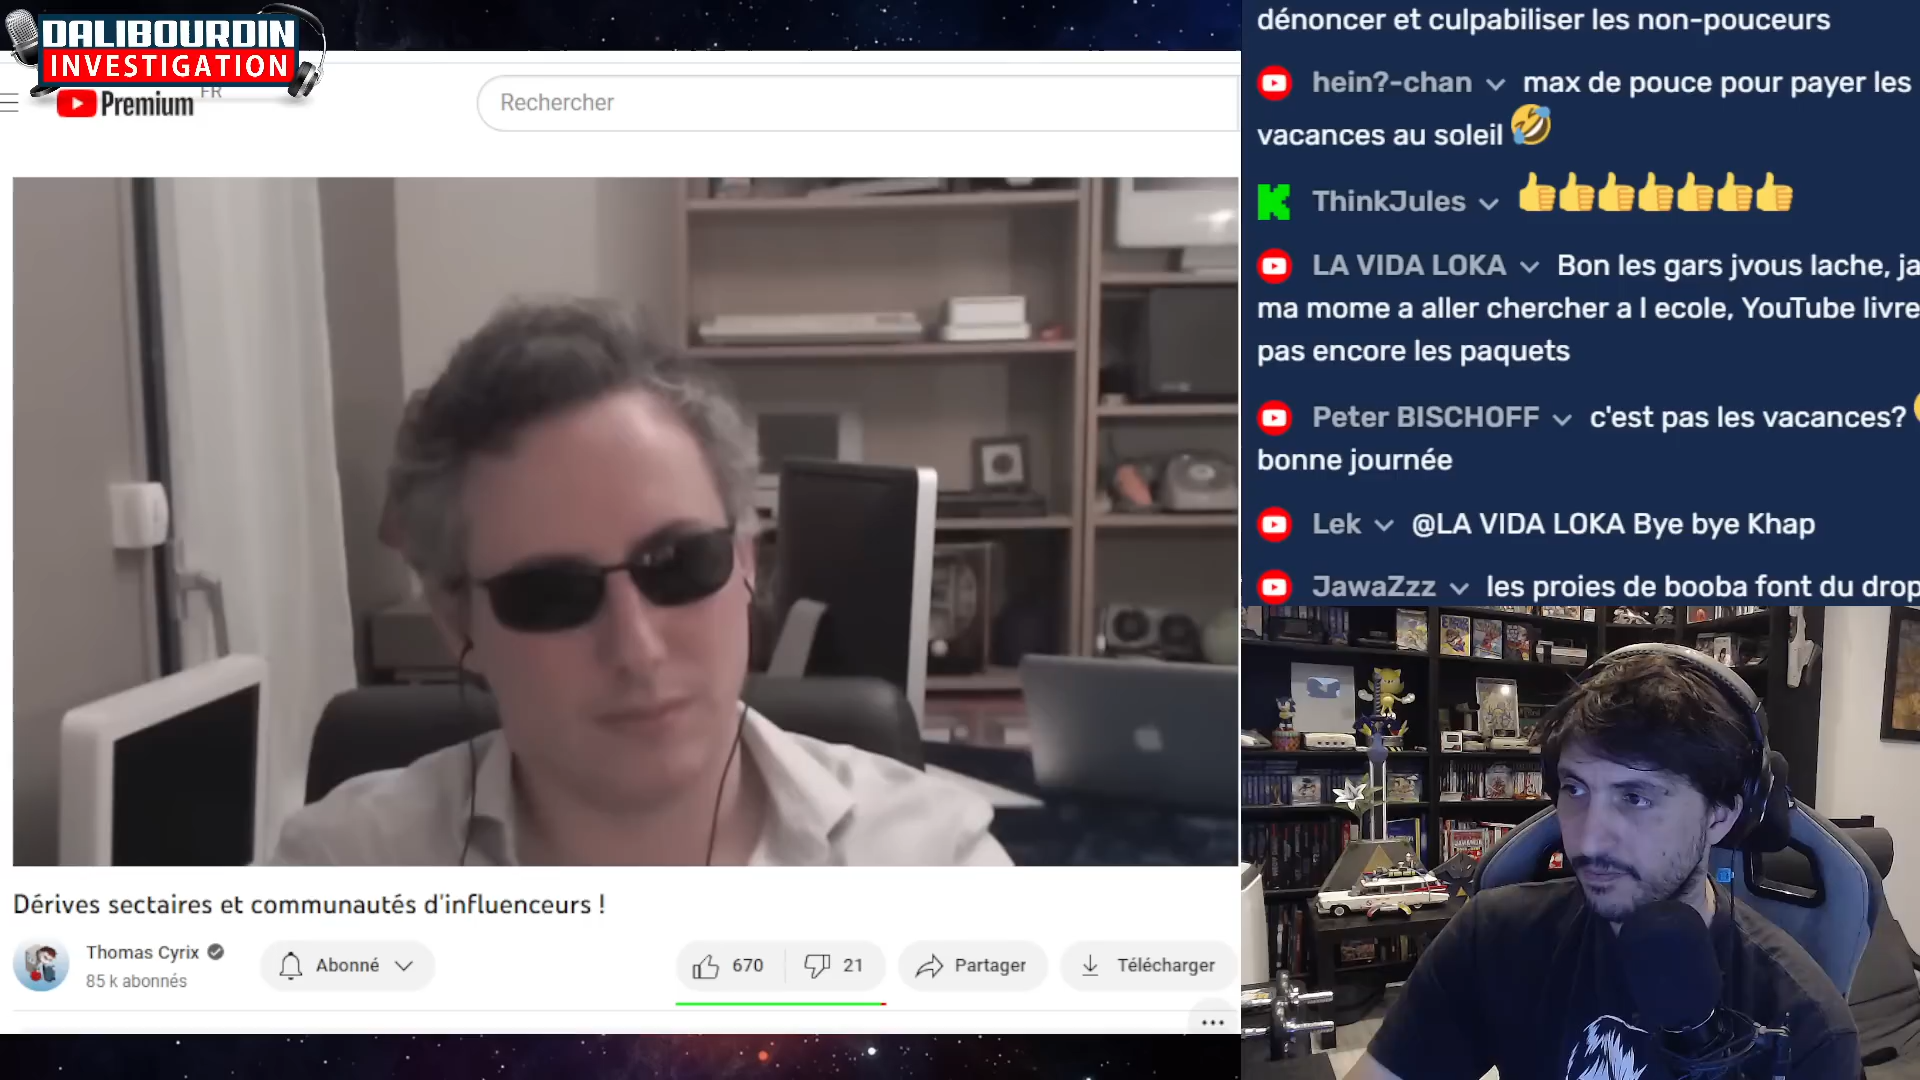 DALIBOURDIN
INVESTIGATION
Premium
FR
Rechercher
Dérives sectaires et communautés d'influenceurs !
Thomas Cyrix
85 k abonnés
Abonné
670
21
Partager
Télécharger
dénoncer et culpabiliser les non-pouceurs
hein?-chan max de pouce pour payer les
vacances au soleil
ThinkJules
LA VIDA LOKA Bon les gars jvous lache, ja
ma mome a aller chercher a l ecole, YouTube livre
pas encore les paquets
Peter BISCHOFF c'est pas les vacances?
bonne journée
Lek @LA VIDA LOKA Bye bye Khap
JawaZzz les proies de booba font du drop